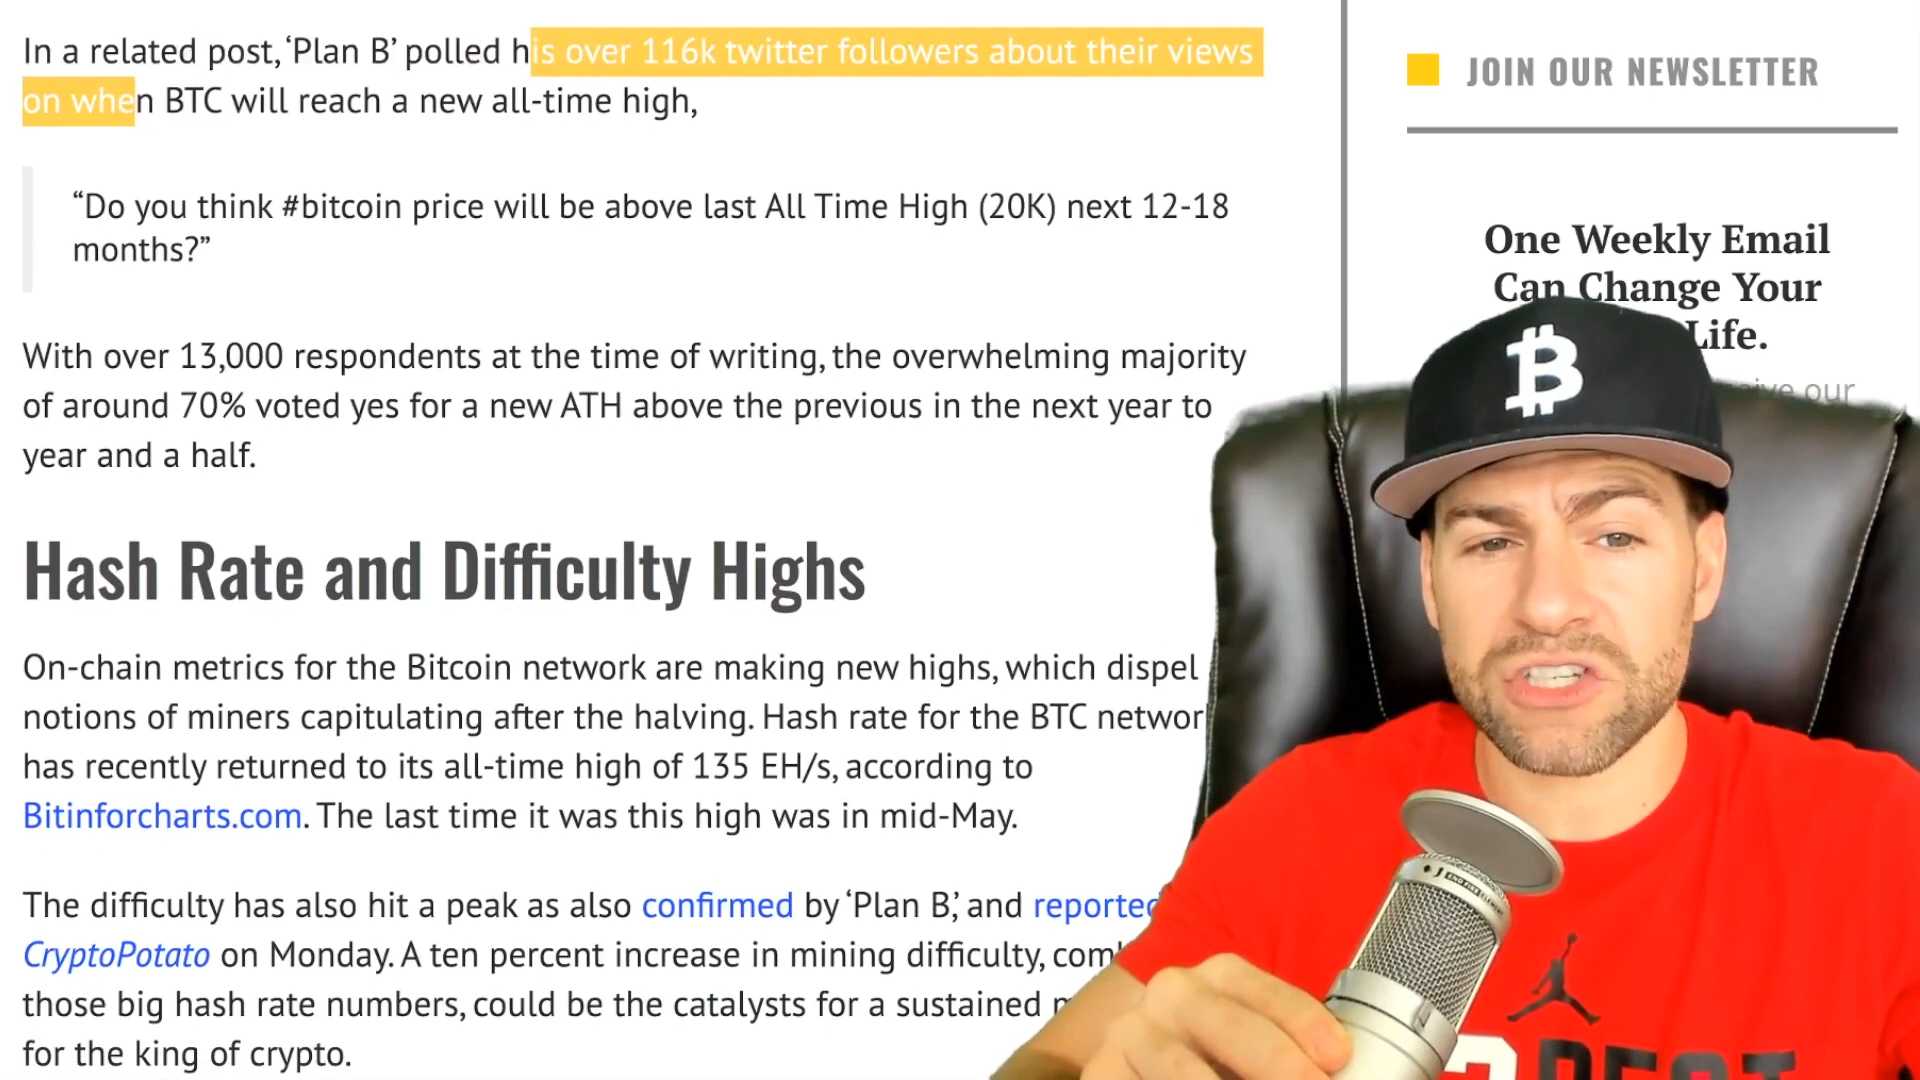 In a related post, ‘Plan B’ polled his over 116k twitter followers about their views
on when BTC will reach a new all-time high,
“Do you think #bitcoin price will be above last All Time High (20K) next 12-18
months?”
With over 13,000 respondents at the time of writing, the overwhelming majority
of around 70% voted yes for a new ATH above the previous in the next year to
year and a half.
Hash Rate and Difficulty Highs
On-chain metrics for the Bitcoin network are making new highs, which dispel
notions of miners capitulating after the halving. Hash rate for the BTC networ
has recently returned to its all-time high of 135 EH/s, according to
Bitinforcharts.com. The last time it was this high was in mid-May.
The difficulty has also hit a peak as also confirmed by ‘Plan B’, and reported
CryptoPotato on Monday. A ten percent increase in mining difficulty, com
those big hash rate numbers, could be the catalysts for a sustained
for the king of crypto.
JOIN OUR NEWSLETTER
One Weekly Email
Can Change Your
Life.
our